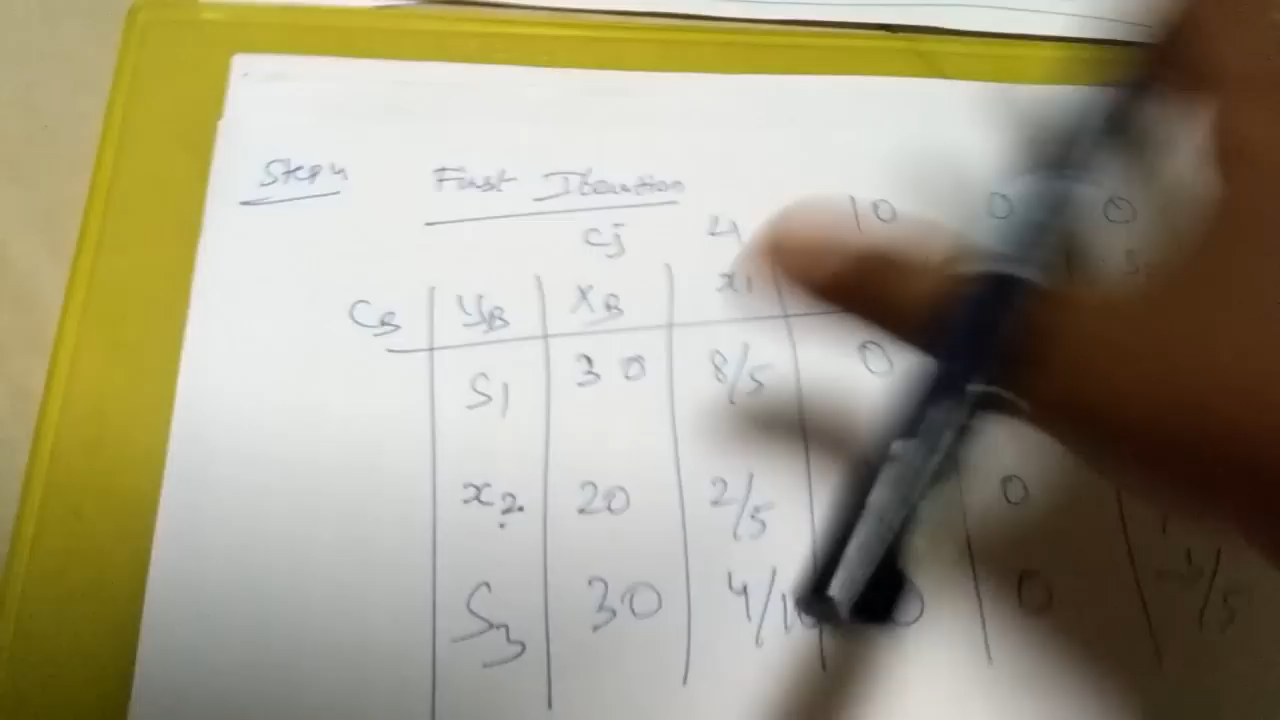 Step 4 First Iteration
Cj 4 10 0 0
CB YB XB x1
S1 30 8/5 0
x2 20 2/5 0
S3 30 0